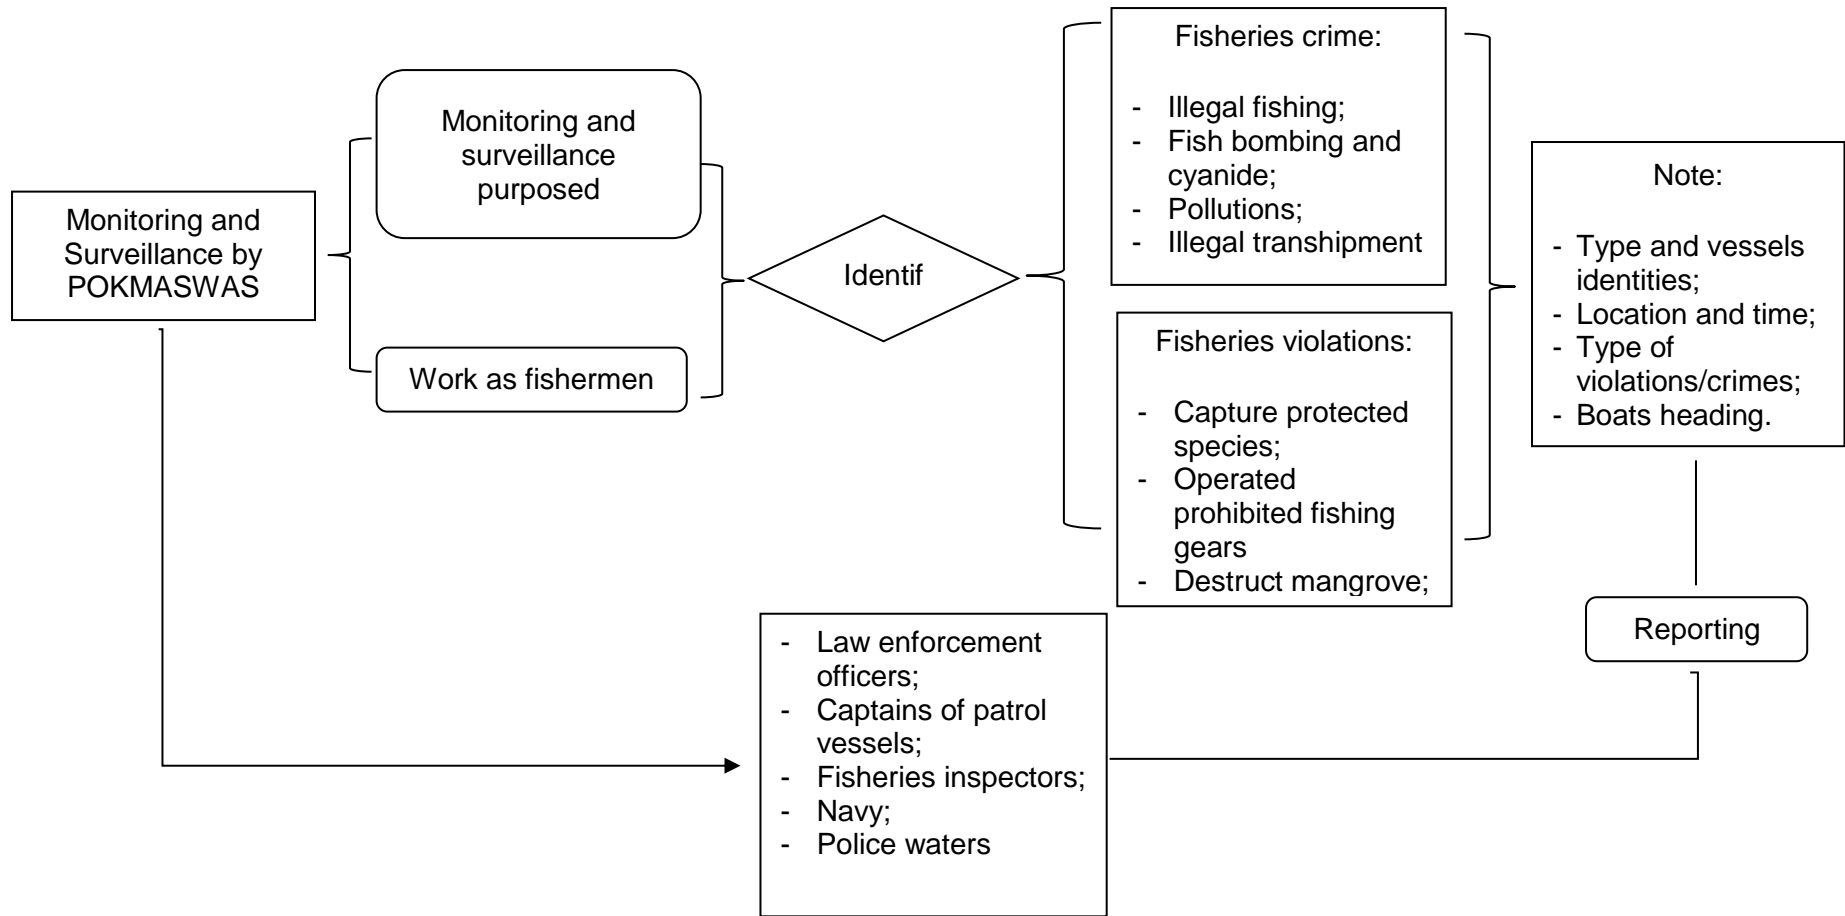 Monitoring and
Surveillance by
POKMASWAS
Monitoring and
surveillance
purposed
Work as fishermen
Identif
Fisheries crime:
- Illegal fishing;
- Fish bombing and
cyanide;
- Pollutions;
- Illegal transhipment
Fisheries violations:
- Capture protected
species;
- Operated
prohibited fishing
gears
- Destruct mangrove;
Note:
- Type and vessels
identities;
- Location and time;
- Type of
violations/crimes;
- Boats heading.
Reporting
- Law enforcement
officers;
- Captains of patrol
vessels;
- Fisheries inspectors;
- Navy;
- Police waters